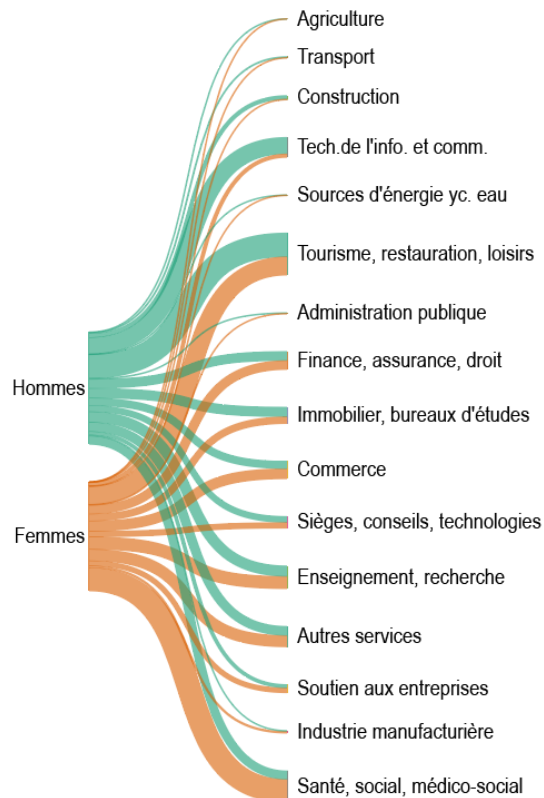 Agriculture
Transport
Construction
Tech.de l'info. et comm.
Sources d'énergie yc. eau
Tourisme, restauration, loisirs
Administration publique
Finance, assurance, droit
Hommes
Immobilier, bureaux d'études
Commerce
Sièges, conseils, technologies
Femmes
Enseignement, recherche
Autres services
Soutien aux entreprises
Industrie manufacturière
Santé, social, médico-social